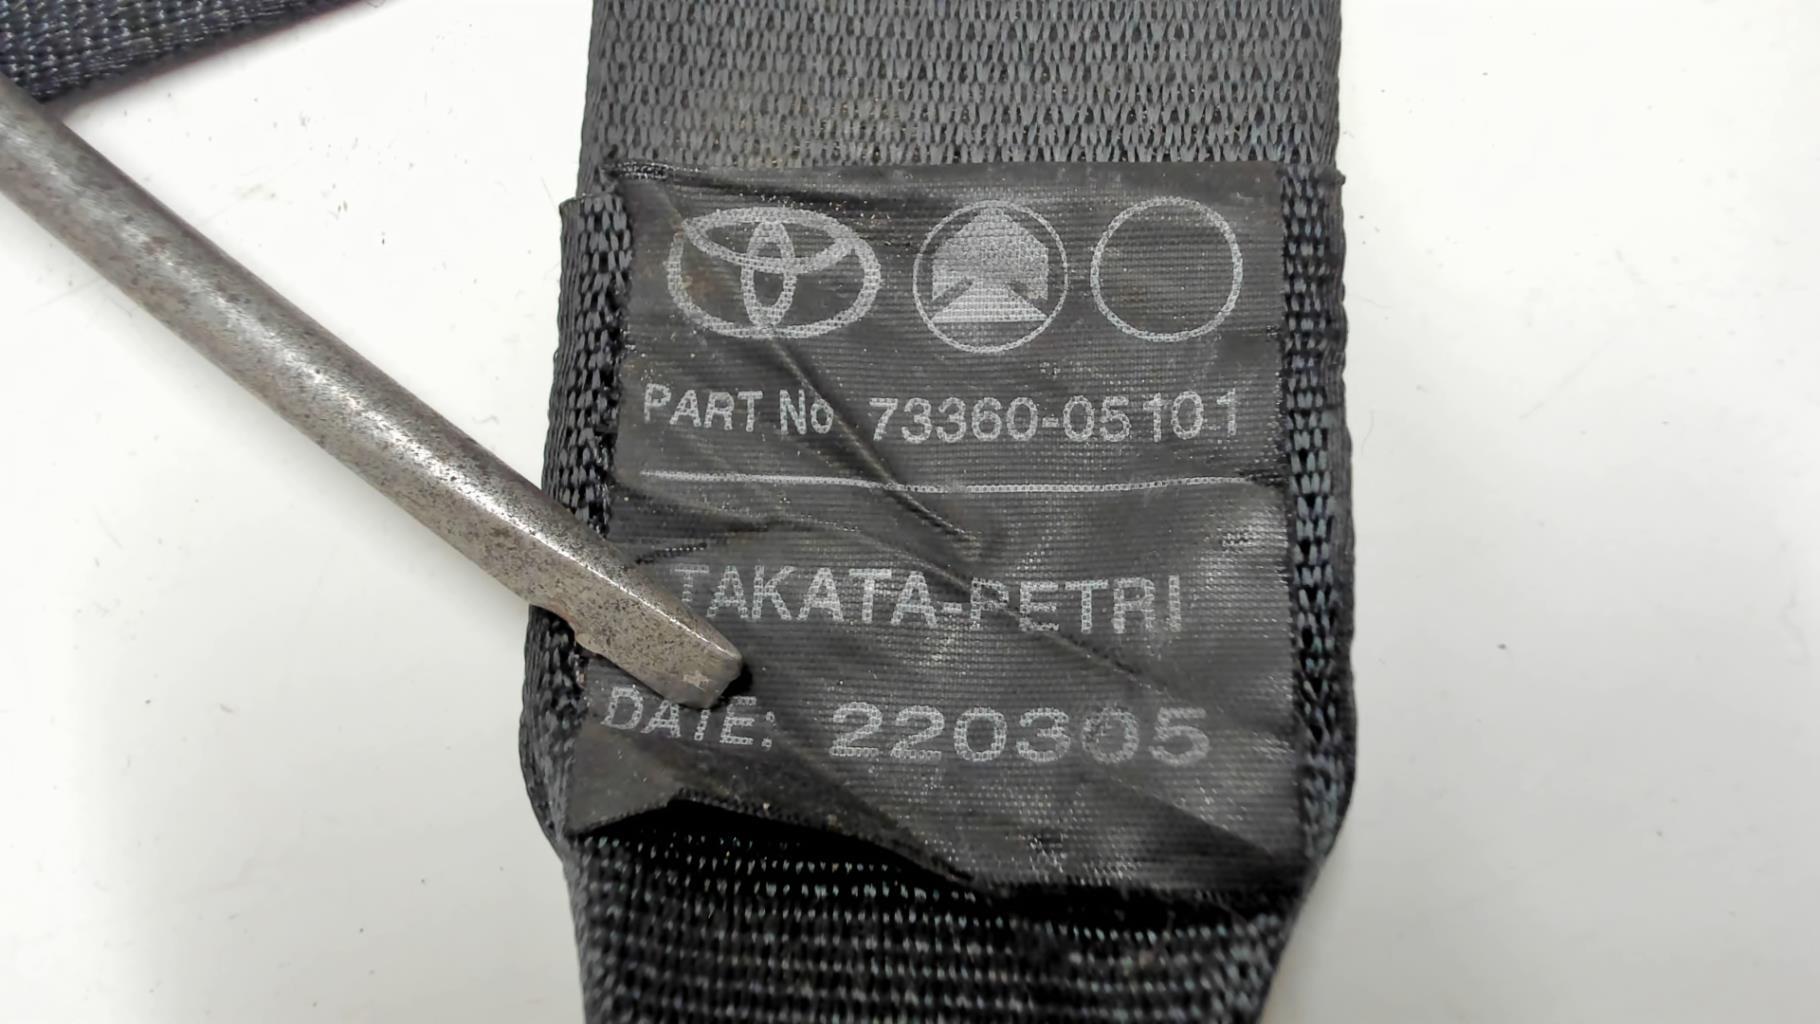 PART No 73360-05101
TAKATA-PETRI
DATE: 220305